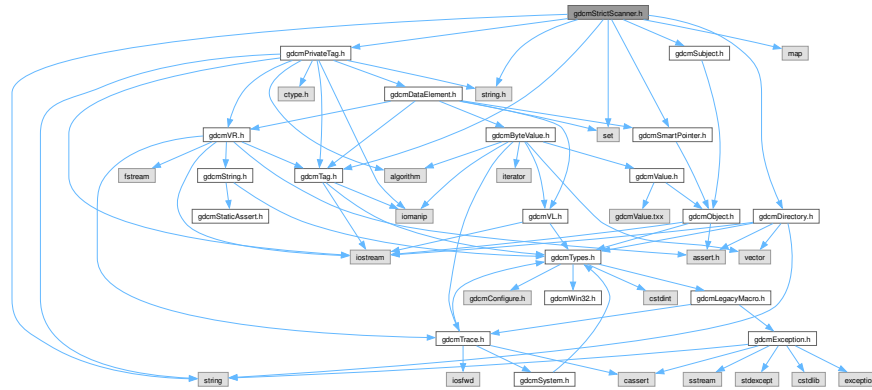 gdcmStrictScanner.h
gdcmPrivateTag.h
gdcmSubject.h
map
ctype.h
gdcmDataElement.h
string.h
gdcmVR.h
gdcmByteValue.h
set
gdcmSmartPointer.h
fstream
gdcmString.h
gdcmTag.h
algorithm
iterator
gdcmValue.h
gdcmStaticAssert.h
iomanip
gdcmVL.h
gdcmValue.txx
gdcmObject.h
gdcmDirectory.h
iostream
gdcmTypes.h
assert.h
vector
gdcmConfigure.h
gdcmWin32.h
cstdint
gdcmLegacyMacro.h
gdcmTrace.h
gdcmException.h
string
iosfwd
gdcmSystem.h
cassert
sstream
stdexcept
cstdlib
exception